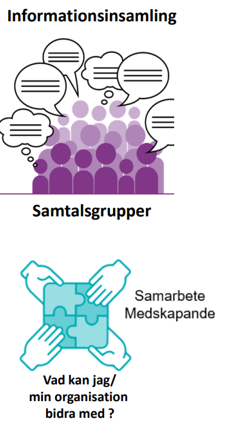 Informationsinsamling
Samtalsgrupper
Samarbete
Medskapande
Vad kan jag/
min organisation
bidra med ?